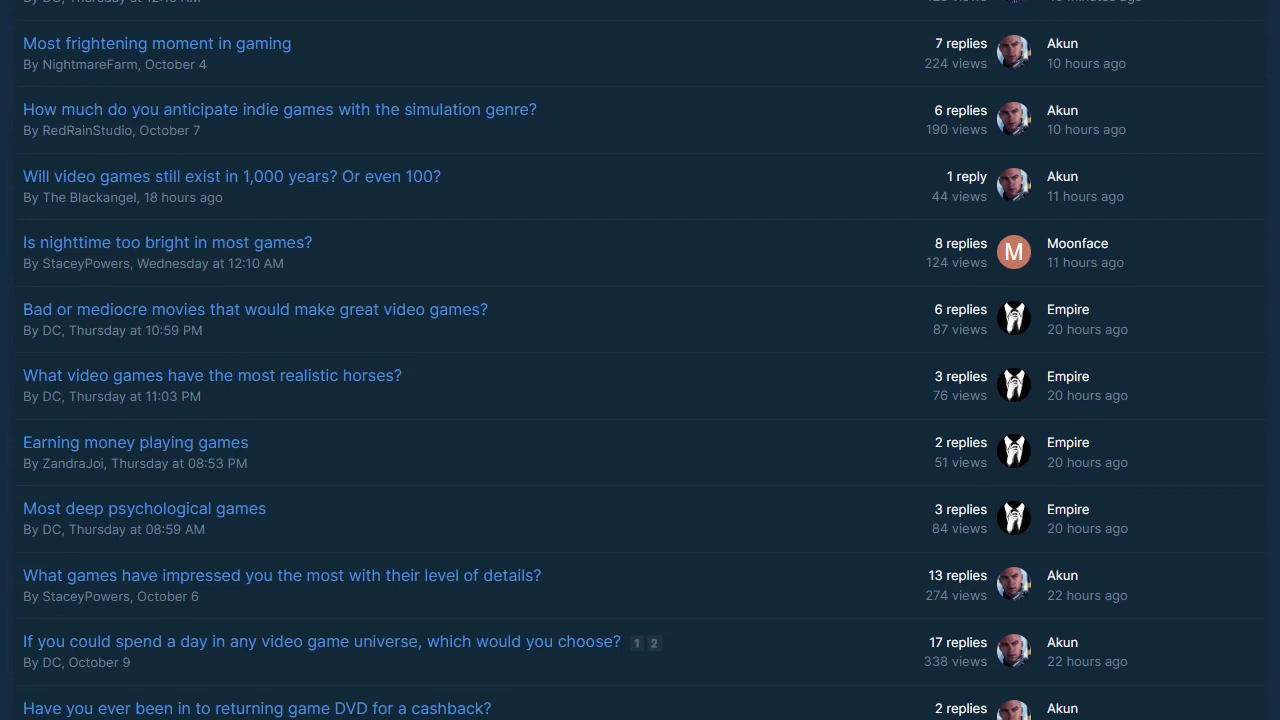 Most frightening moment in gaming
By NightmareFarm, October 4
7 replies
224 views
Akun
10 hours ago
How much do you anticipate indie games with the simulation genre?
By RedRainStudio, October 7
6 replies
190 views
Akun
10 hours ago
Will video games still exist in 1,000 years? Or even 100?
By The Blackangel, 18 hours ago
1 reply
44 views
Akun
11 hours ago
Is nighttime too bright in most games?
By StaceyPowers, Wednesday at 12:10 AM
8 replies
124 views
M
Moonface
11 hours ago
Bad or mediocre movies that would make great video games?
By DC, Thursday at 10:59 PM
6 replies
87 views
Empire
20 hours ago
What video games have the most realistic horses?
By DC, Thursday at 11:03 PM
3 replies
76 views
Empire
20 hours ago
Earning money playing games
By ZandraJoi, Thursday at 08:53 PM
2 replies
51 views
Empire
20 hours ago
Most deep psychological games
By DC, Thursday at 08:59 AM
3 replies
84 views
Empire
20 hours ago
What games have impressed you the most with their level of details?
By StaceyPowers, October 6
13 replies
274 views
Akun
22 hours ago
If you could spend a day in any video game universe, which would you choose? 1 2
By DC, October 9
17 replies
338 views
Akun
22 hours ago
Have you ever been in to returning game DVD for a cashback?
2 replies
Akun